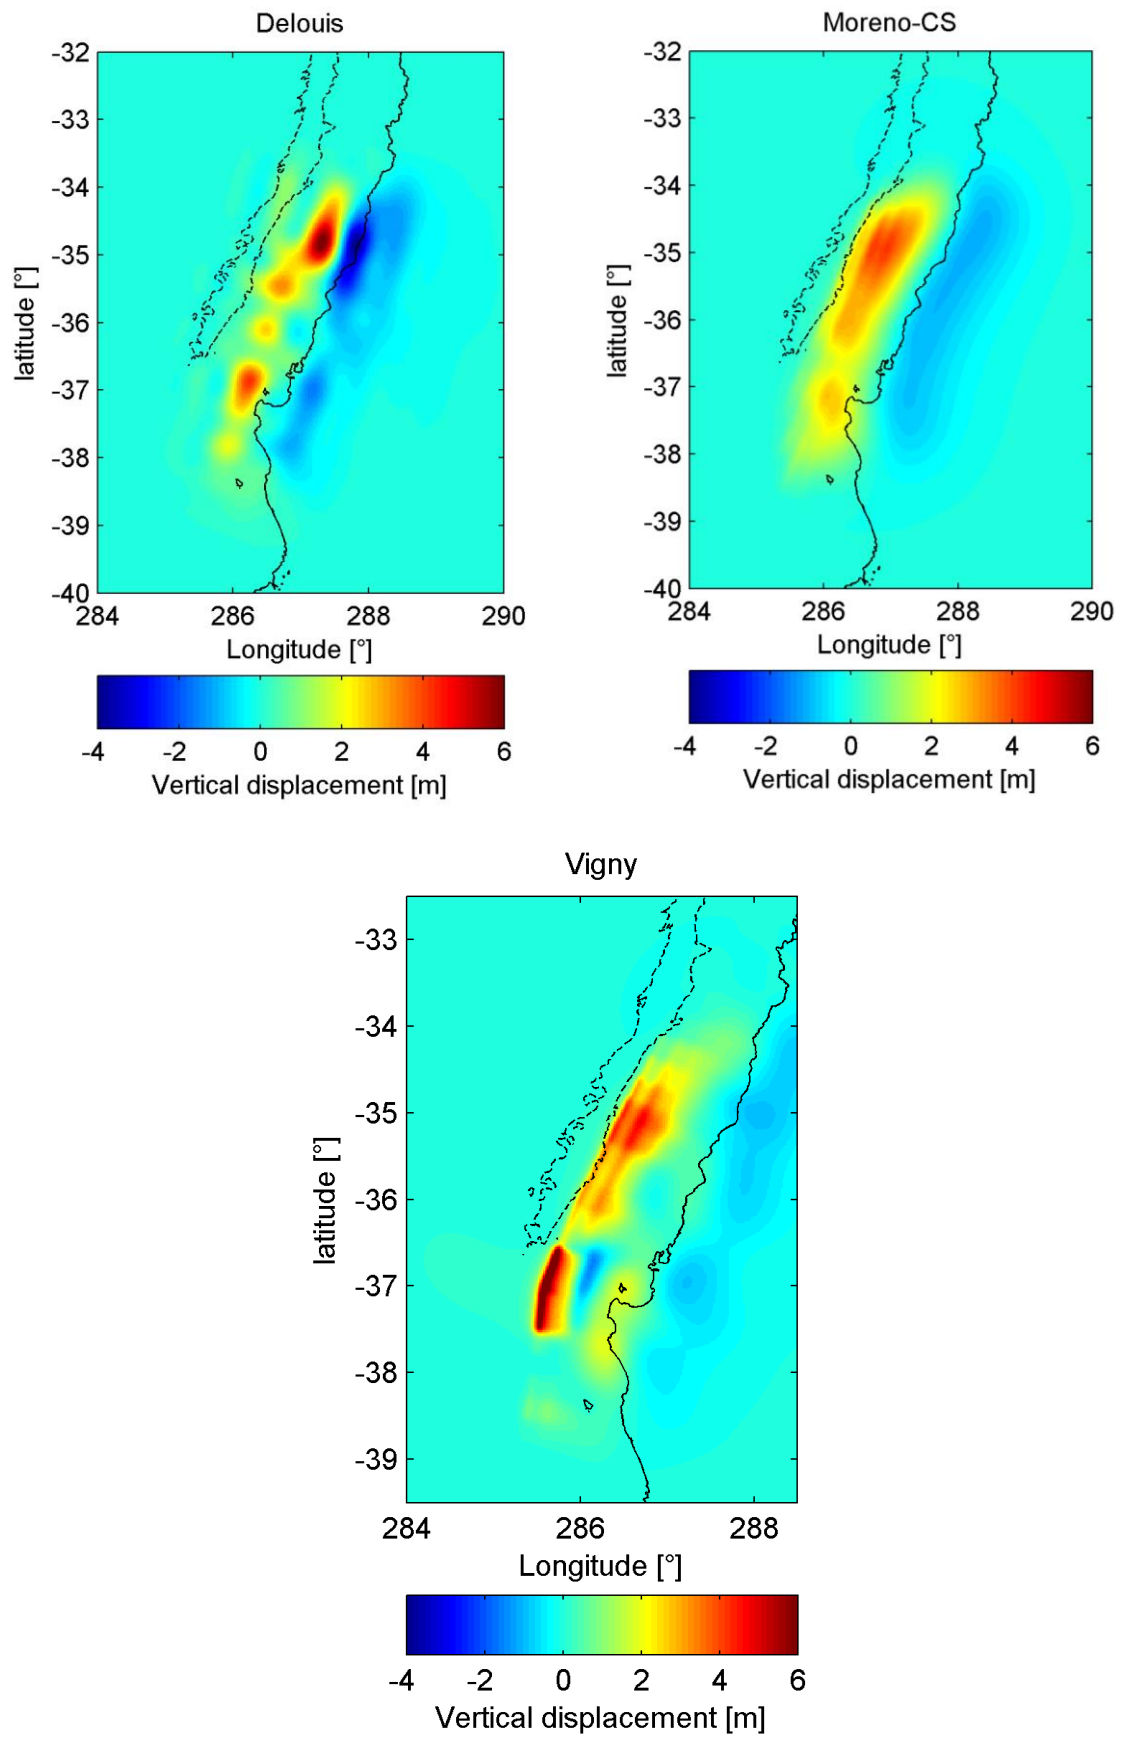 Delouis
-32
-33
-34
-35
-36
-37
-38
-39
-40
latitude [°]
284 286 288 290
Longitude [°]
-4 -2 0 2 4 6
Vertical displacement [m]
Moreno-CS
-32
-33
-34
-35
-36
-37
-38
-39
-40
latitude [°]
284 286 288 290
Longitude [°]
-4 -2 0 2 4 6
Vertical displacement [m]
Vigny
-33
-34
-35
-36
-37
-38
-39
latitude [°]
284 286 288
Longitude [°]
-4 -2 0 2 4 6
Vertical displacement [m]